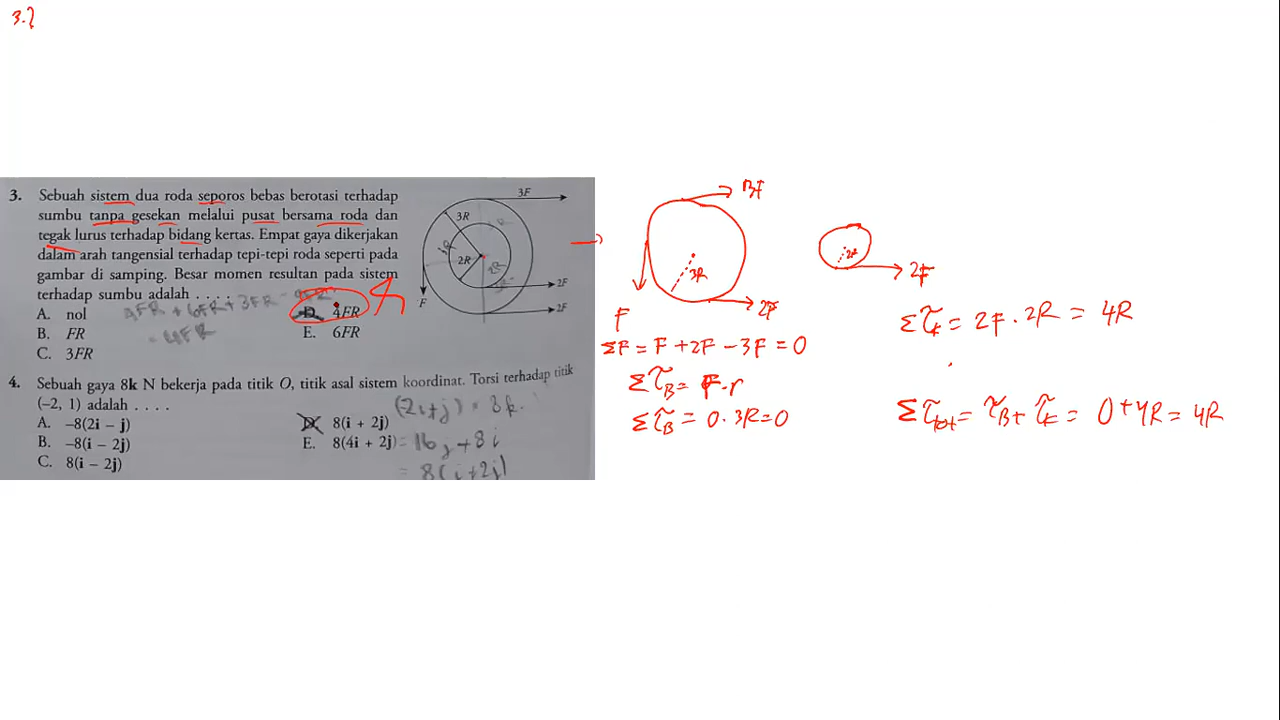 3.)
3. Sebuah sistem dua roda seporos bebas berotasi terhadap
sumbu tanpa gesekan melalui pusat bersama roda dan
tegak lurus terhadap bidang kertas. Empat gaya dikerjakan
dalam arah tangensial terhadap tepi-tepi roda seperti pada
gambar di samping. Besar momen resultan pada sistem
terhadap sumbu adalah . . . .
4FR + 6FR + 3FR - 9FR
= 4FR
A. nol
B. FR
C. 3FR
D. 4FR
E. 6FR
3F
3R
2R
2R
F
2F
2F
4. Sebuah gaya 8k N bekerja pada titik O, titik asal sistem koordinat. Torsi terhadap titik
(–2, 1) adalah . . . .
A. –8(2i – j)
B. –8(i – 2j)
C. 8(i – 2j)
D. 8(i + 2j)
E. 8(4i + 2j)
= 16j + 8i
= 8(i + 2j)
3F
3R
F
2F
ΣF = F + 2F - 3F = 0
Στ_B = F . r
Στ_B = 0 . 3R = 0
2R
2F
Στ_k = 2F . 2R = 4R
Στ_tot = τ_B + τ_k = 0 + 4R = 4R